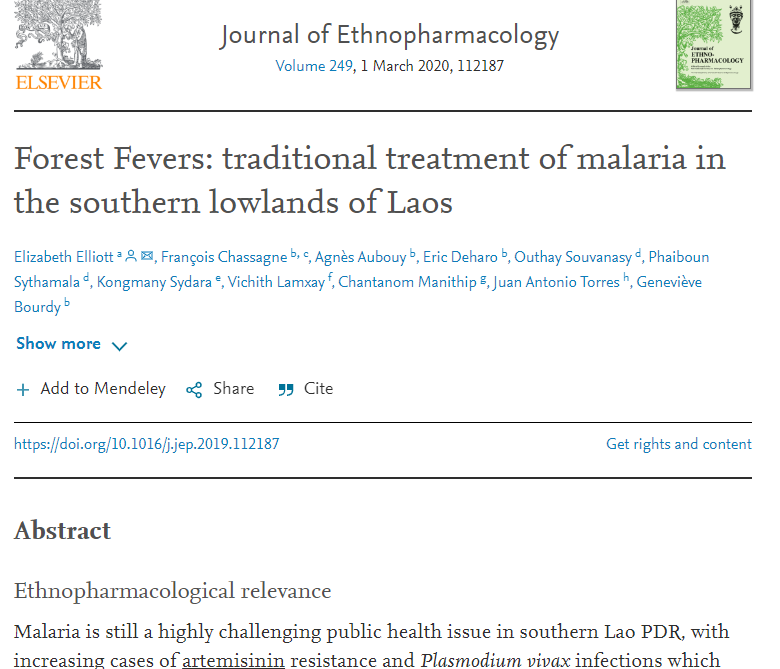 Journal of Ethnopharmacology
Volume 249, 1 March 2020, 112187
ELSEVIER
Journal of
ETHNO-
PHARMACOLOGY
Forest Fevers: traditional treatment of malaria in
the southern lowlands of Laos
Elizabeth Elliott a, François Chassagne b, c, Agnès Aubouy b, Eric Deharo b, Outhay Souvanasy d, Phaiboun
Sythamala d, Kongmany Sydara e, Vichith Lamxay f, Chantanom Manithip g, Juan Antonio Torres h, Geneviève
Bourdy b
Show more
Add to Mendeley Share Cite
https://doi.org/10.1016/j.jep.2019.112187 Get rights and content
Abstract
Ethnopharmacological relevance
Malaria is still a highly challenging public health issue in southern Lao PDR, with
increasing cases of artemisinin resistance and Plasmodium vivax infections which